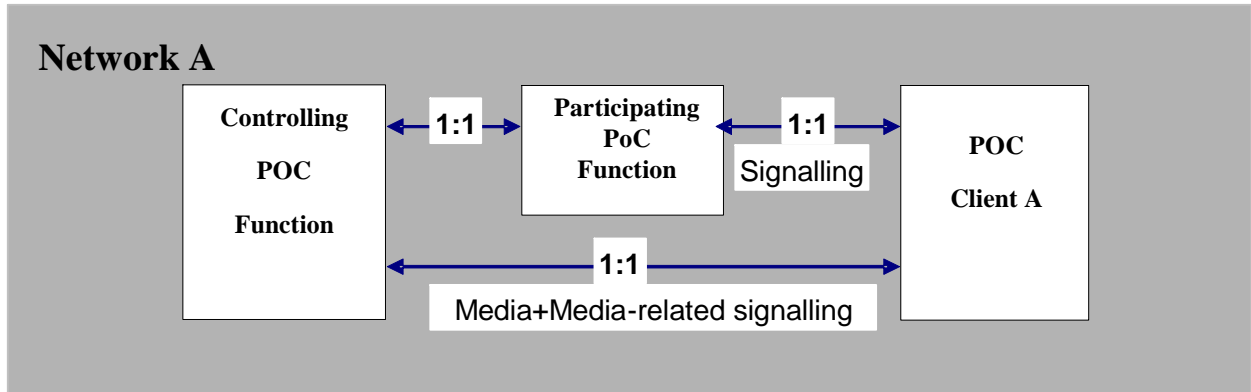 Network A
Controlling
POC
Function
1:1
Participating
PoC
Function
1:1
Signalling
POC
Client A
1:1
Media+Media-related signalling